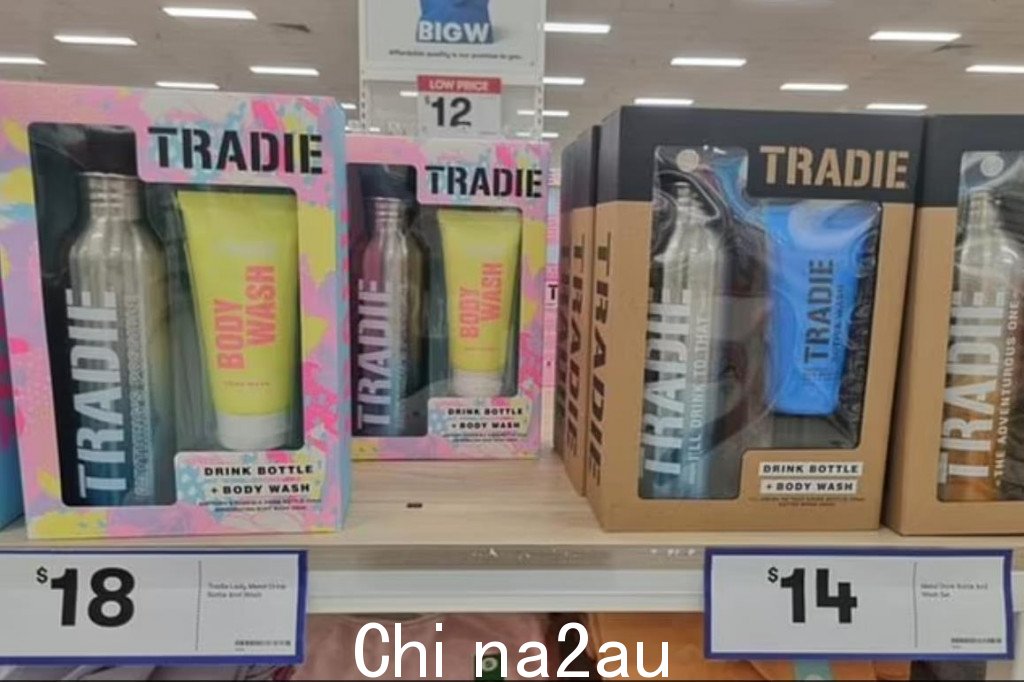 BIGW
LOW PRICE
$12
TRADIE
TRADIE
BODY
WASH
DRINK BOTTLE
+ BODY WASH
TRADIE
TRADIE
BODY
WASH
DRINK BOTTLE
+ BODY WASH
TRADIE
TRADIE
TRADIE
TRADIE
I'LL DRINK TO THAT
TRADIE
DRINK BOTTLE
+ BODY WASH
TRADIE
THE ADVENTUROUS ONE
$18
$14
China2au